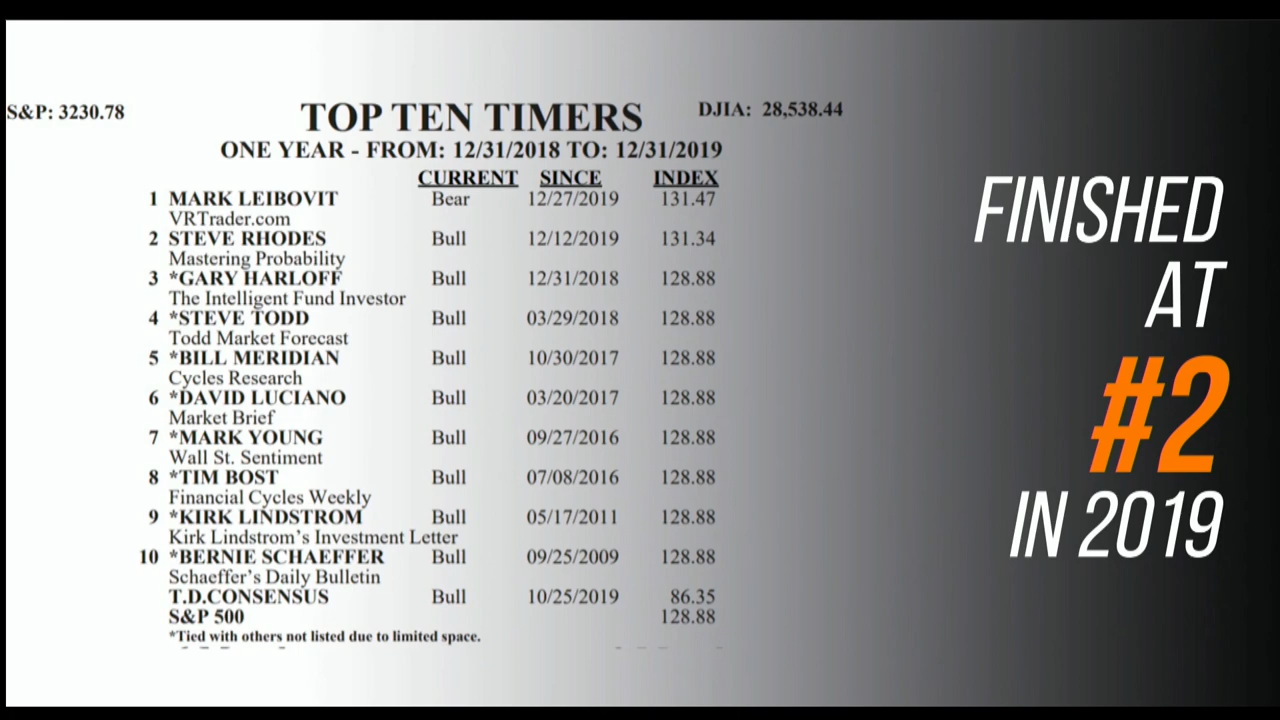 S&P: 3230.78
TOP TEN TIMERS
DJIA: 28,538.44
ONE YEAR - FROM: 12/31/2018 TO: 12/31/2019
CURRENT SINCE INDEX
1 MARK LEIBOVIT Bear 12/27/2019 131.47
VRTrader.com
2 STEVE RHODES Bull 12/12/2019 131.34
Mastering Probability
3 *GARY HARLOFF Bull 12/31/2018 128.88
The Intelligent Fund Investor
4 *STEVE TODD Bull 03/29/2018 128.88
Todd Market Forecast
5 *BILL MERIDIAN Bull 10/30/2017 128.88
Cycles Research
6 *DAVID LUCIANO Bull 03/20/2017 128.88
Market Brief
7 *MARK YOUNG Bull 09/27/2016 128.88
Wall St. Sentiment
8 *TIM BOST Bull 07/08/2016 128.88
Financial Cycles Weekly
9 *KIRK LINDSTROM Bull 05/17/2011 128.88
Kirk Lindstrom's Investment Letter
10 *BERNIE SCHAEFFER Bull 09/25/2009 128.88
Schaeffer's Daily Bulletin
T.D.CONSENSUS Bull 10/25/2019 86.35
S&P 500 128.88
*Tied with others not listed due to limited space.
FINISHED
AT
#2
IN 2019